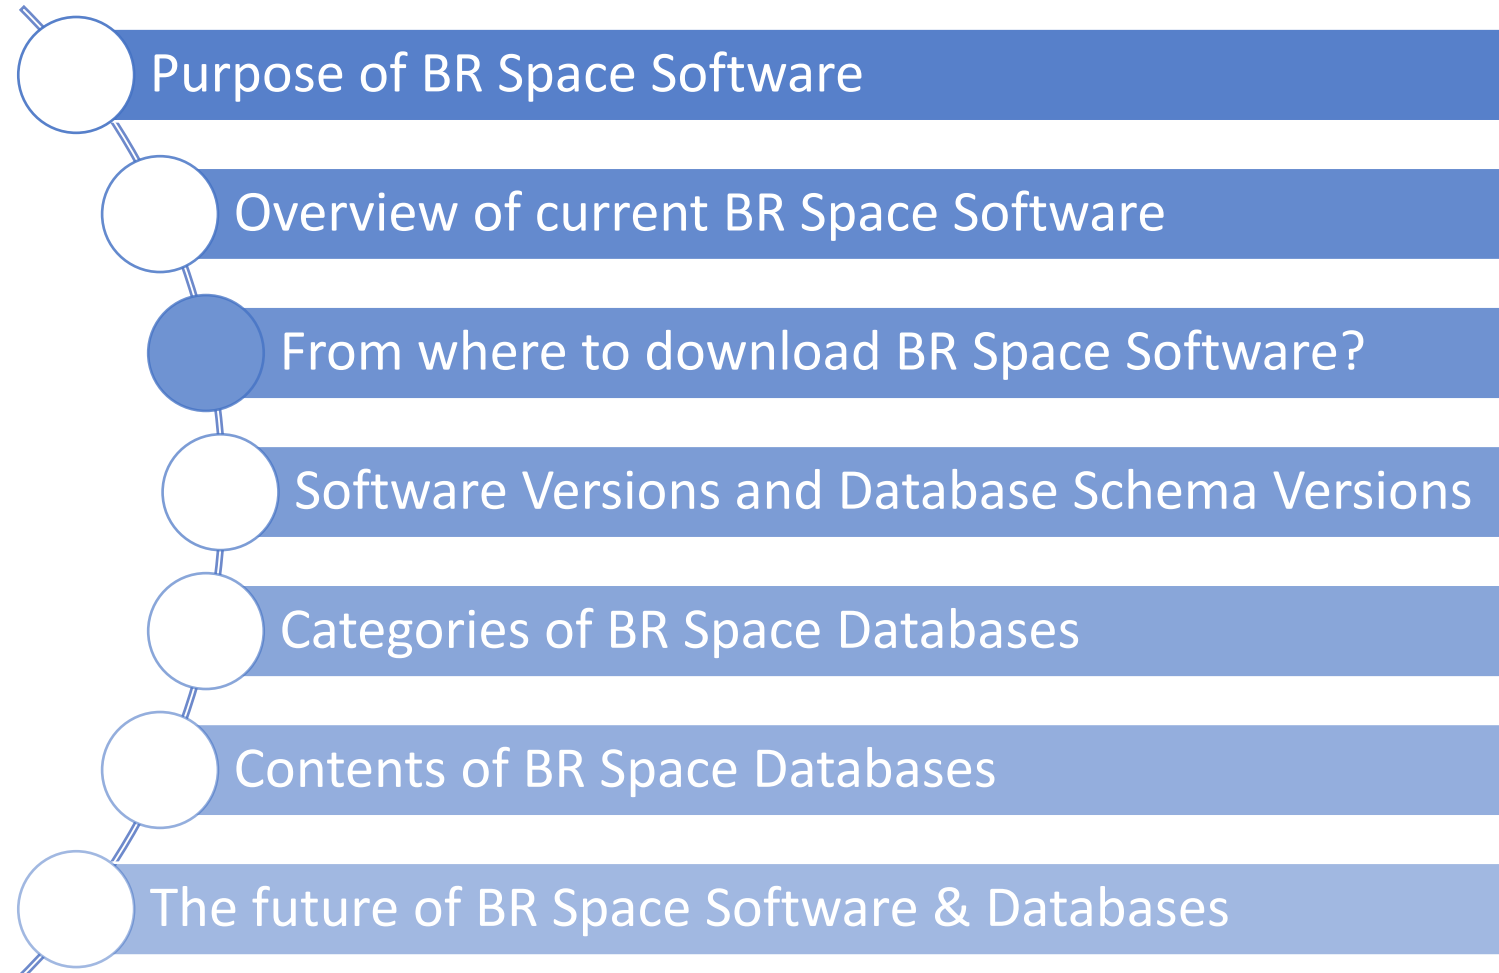 Purpose of BR Space Software
Overview of current BR Space Software
From where to download BR Space Software?
Software Versions and Database Schema Versions
Categories of BR Space Databases
Contents of BR Space Databases
The future of BR Space Software & Databases